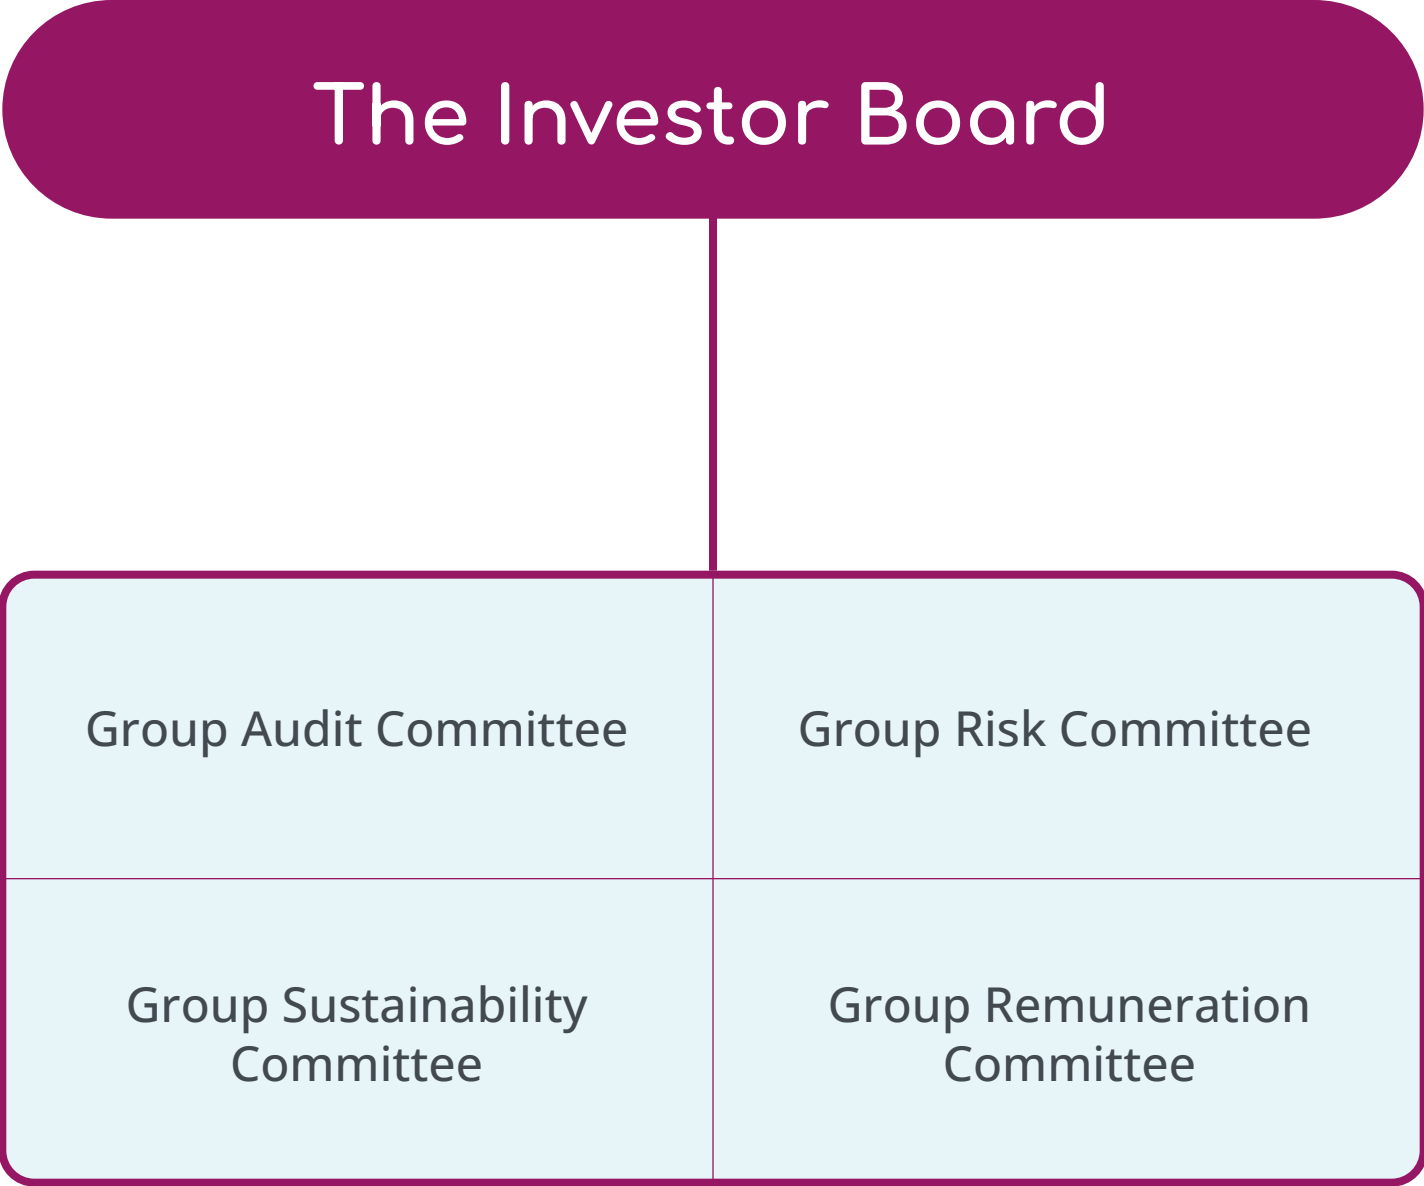 The Investor Board
Group Audit Committee
Group Risk Committee
Group Sustainability
Committee
Group Remuneration
Committee